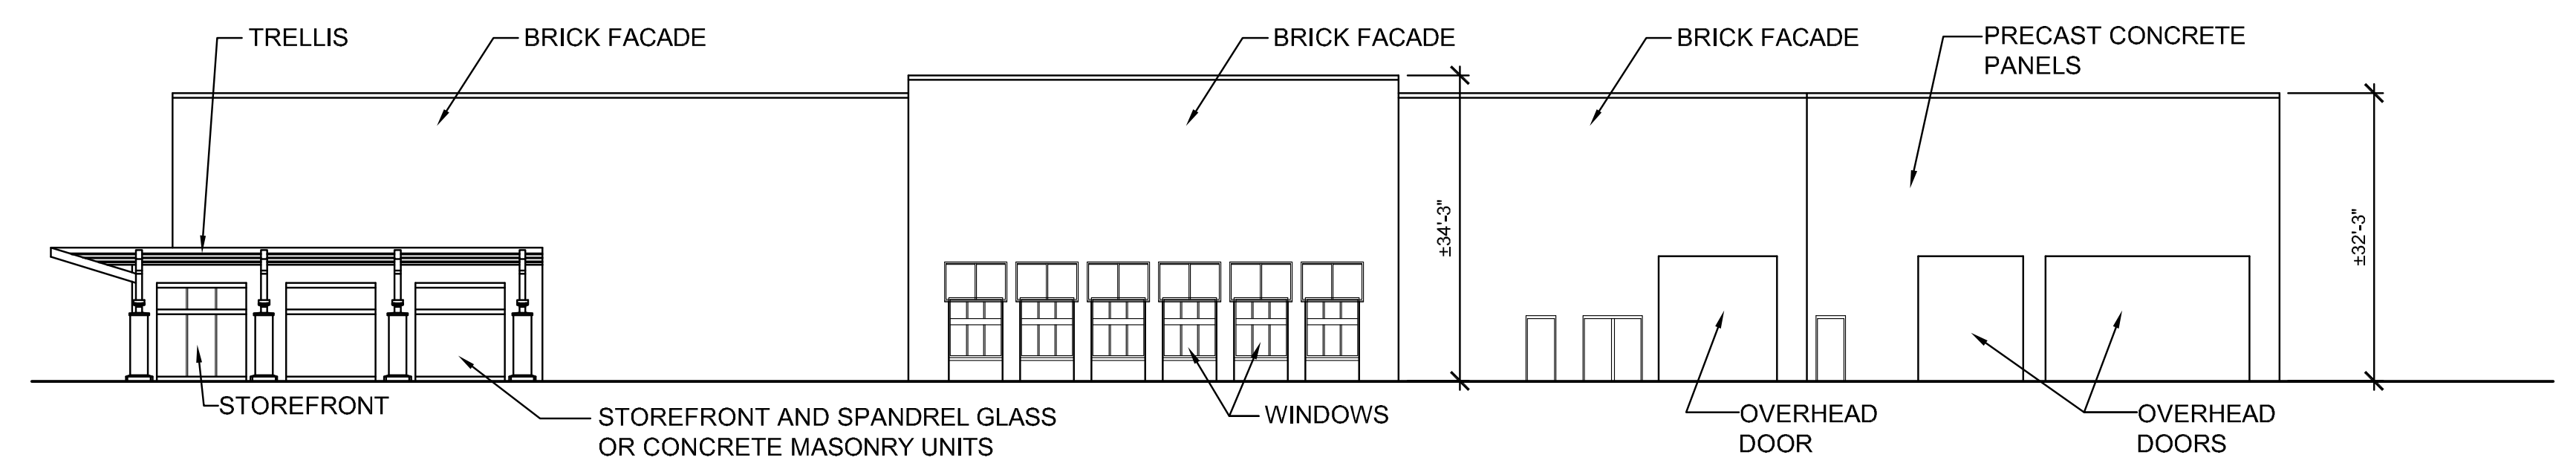 TRELLIS
BRICK FACADE
BRICK FACADE
BRICK FACADE
PRECAST CONCRETE
PANELS
±34'-3"
±32'-3"
STOREFRONT
STOREFRONT AND SPANDREL GLASS
OR CONCRETE MASONRY UNITS
WINDOWS
OVERHEAD
DOOR
OVERHEAD
DOORS